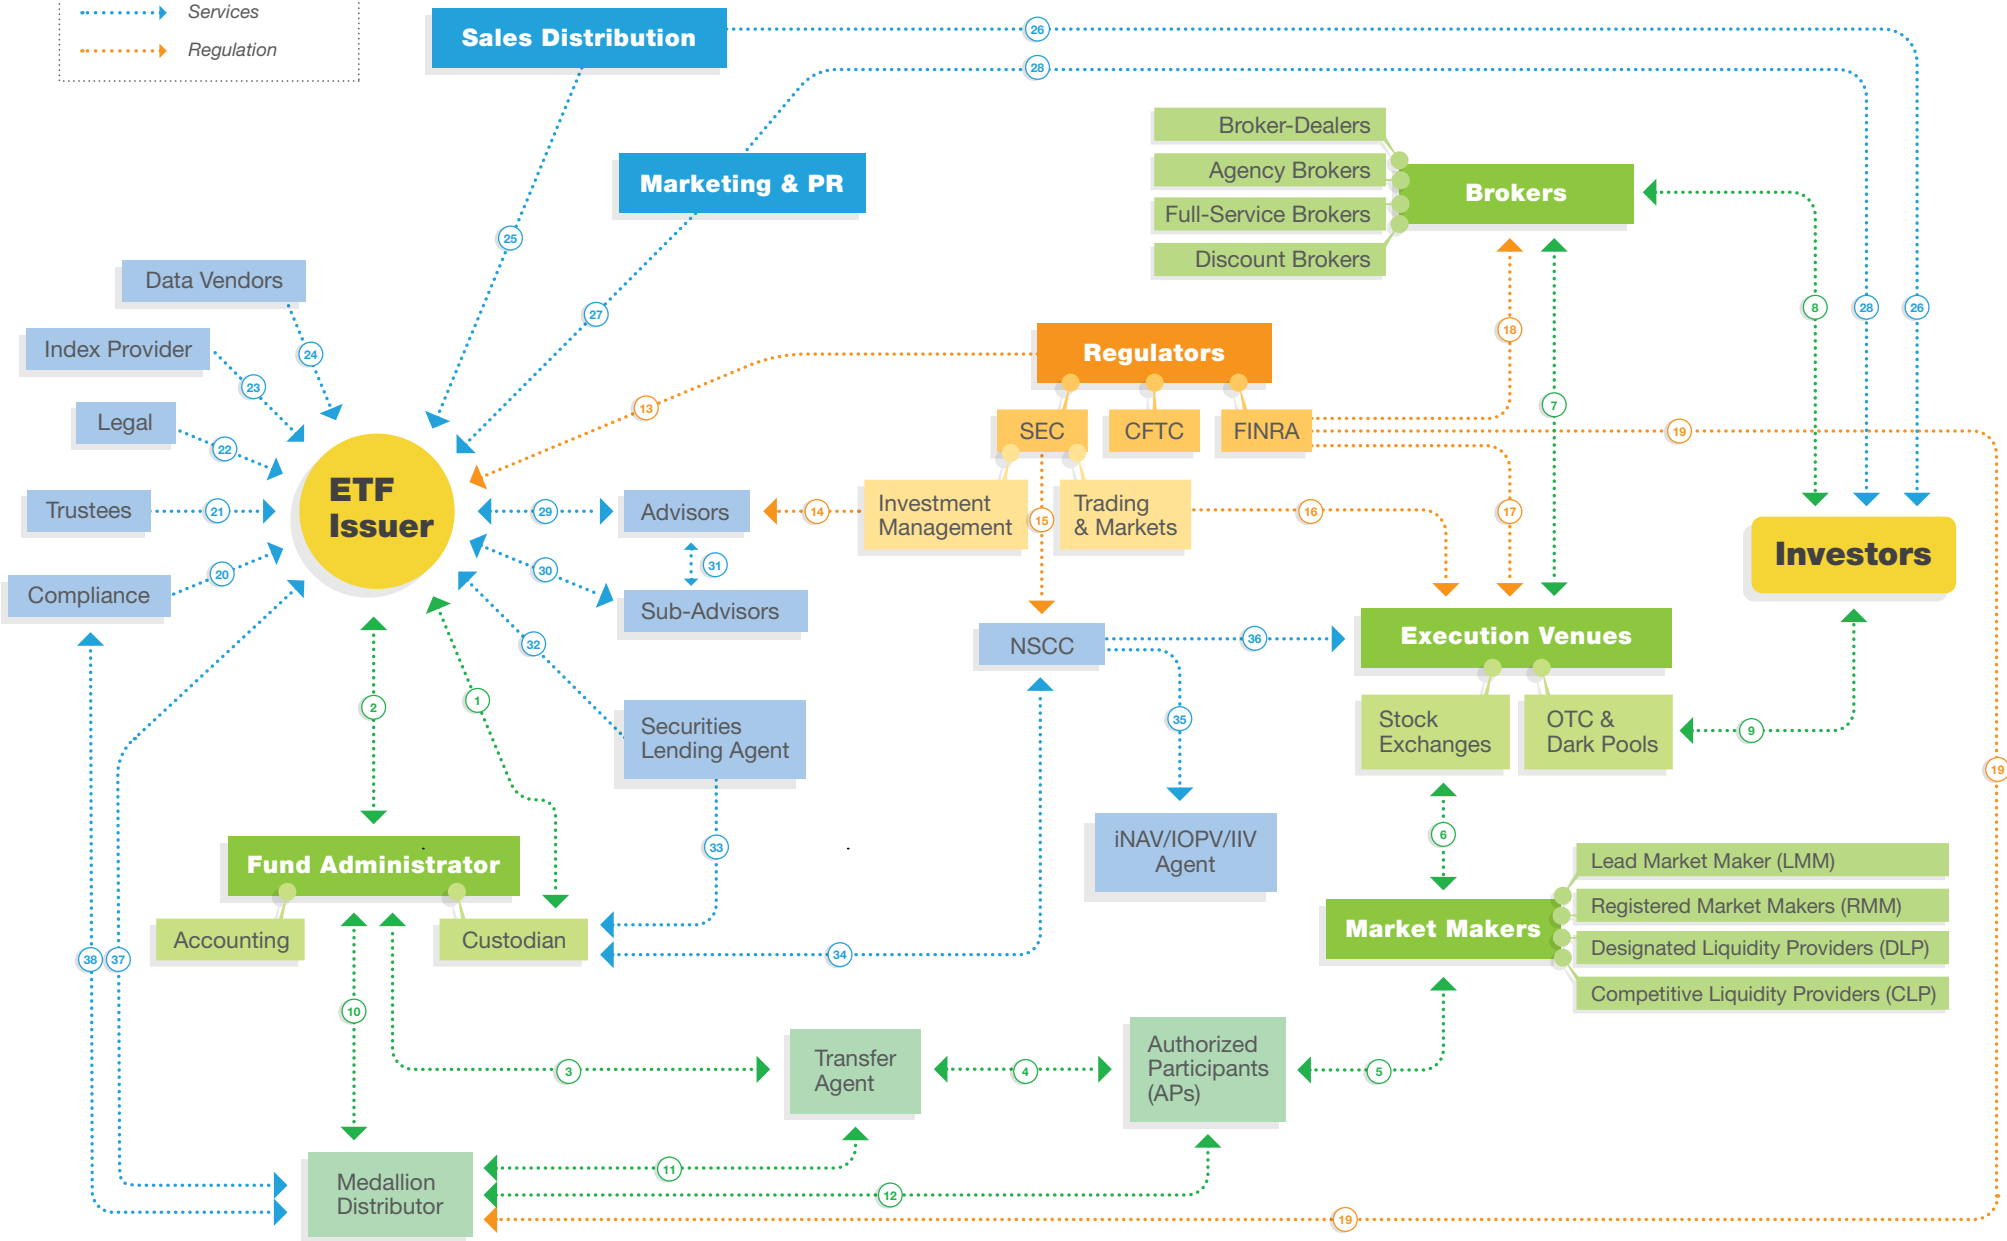 Services
Regulation
Sales Distribution
26
28
Marketing & PR
Broker-Dealers
Agency Brokers
Full-Service Brokers
Discount Brokers
Brokers
25
27
Data Vendors
Index Provider
24
23
Legal
22
Trustees
21
Compliance
20
ETF
Issuer
13
Regulators
SEC
CFTC
FINRA
18
7
8
28
26
19
29
Advisors
14
Investment
Management
15
Trading
& Markets
16
17
Investors
30
31
Sub-Advisors
32
NSCC
36
Execution Venues
Stock
Exchanges
OTC &
Dark Pools
9
19
2
1
Securities
Lending Agent
35
33
iNAV/IOPV/IIV
Agent
6
Fund Administrator
Accounting
Custodian
34
Market Makers
Lead Market Maker (LMM)
Registered Market Makers (RMM)
Designated Liquidity Providers (DLP)
Competitive Liquidity Providers (CLP)
38
37
10
3
Transfer
Agent
4
Authorized
Participants
(APs)
5
11
12
19
Medallion
Distributor